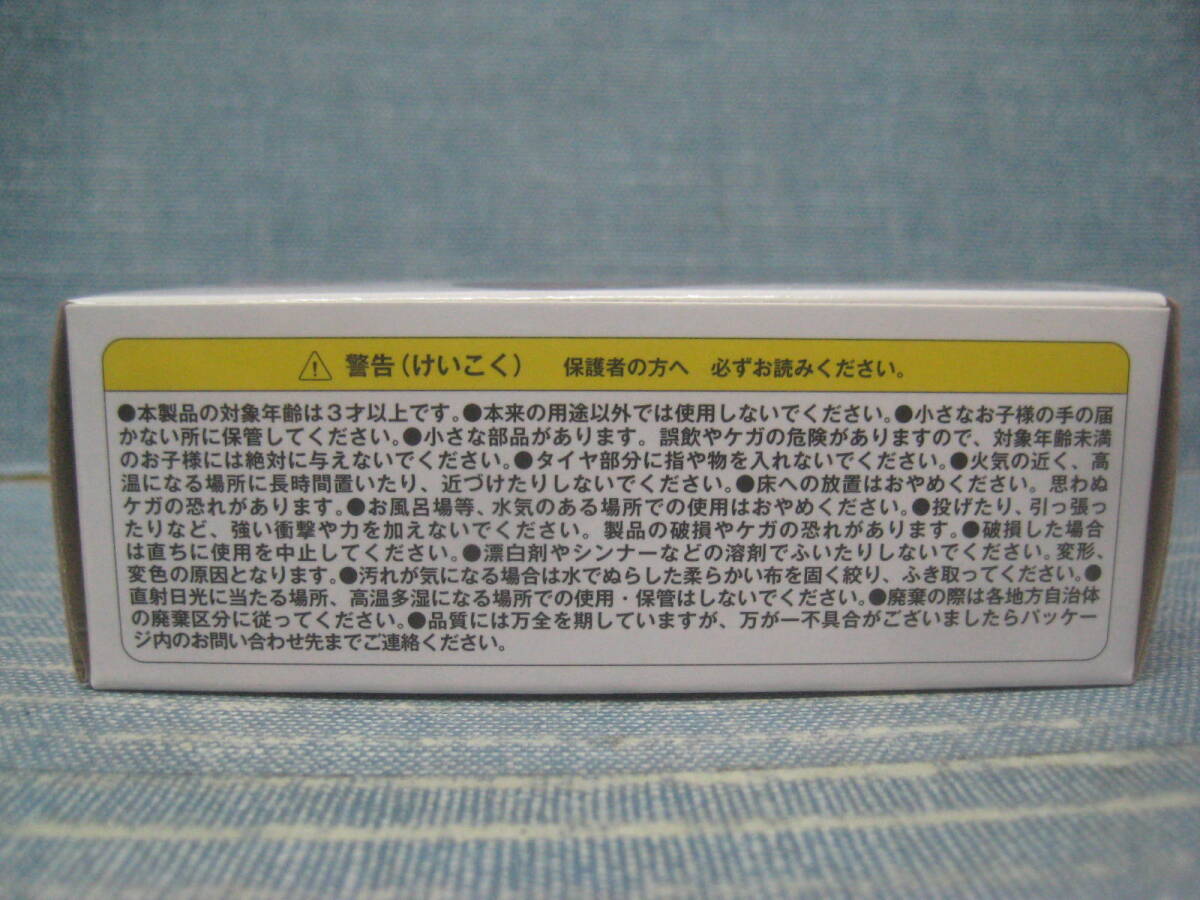 ⚠ 警告(けいこく) 保護者の方へ 必ずお読みください。
●本製品の対象年齢は3才以上です。●本来の用途以外では使用しないでください。●小さなお子様の手の届
かない所に保管してください。●小さな部品があります。誤飲やケガの危険がありますので、対象年齢未満
のお子様には絶対に与えないでください。●タイヤ部分に指や物を入れないでください。●火気の近く、高
温になる場所に長時間置いたり、近づけたりしないでください。●床への放置はおやめください。思わぬ
ケガの恐れがあります。●お風呂場等、水気のある場所での使用はおやめください。●投げたり、引っ張っ
たりなど、強い衝撃や力を加えないでください。製品の破損やケガの恐れがあります。●破損した場合
は直ちに使用を中止してください。●漂白剤やシンナーなどの溶剤でふいたりしないでください。変形、
変色の原因となります。●汚れが気になる場合は水でぬらした柔らかい布を固く絞り、ふき取ってください。●
直射日光に当たる場所、高温多湿になる場所での使用・保管はしないでください。●廃棄の際は各地方自治体
の廃棄区分に従ってください。●品質には万全を期していますが、万が一不具合がございましたらパッケー
ジ内のお問い合わせ先までご連絡ください。